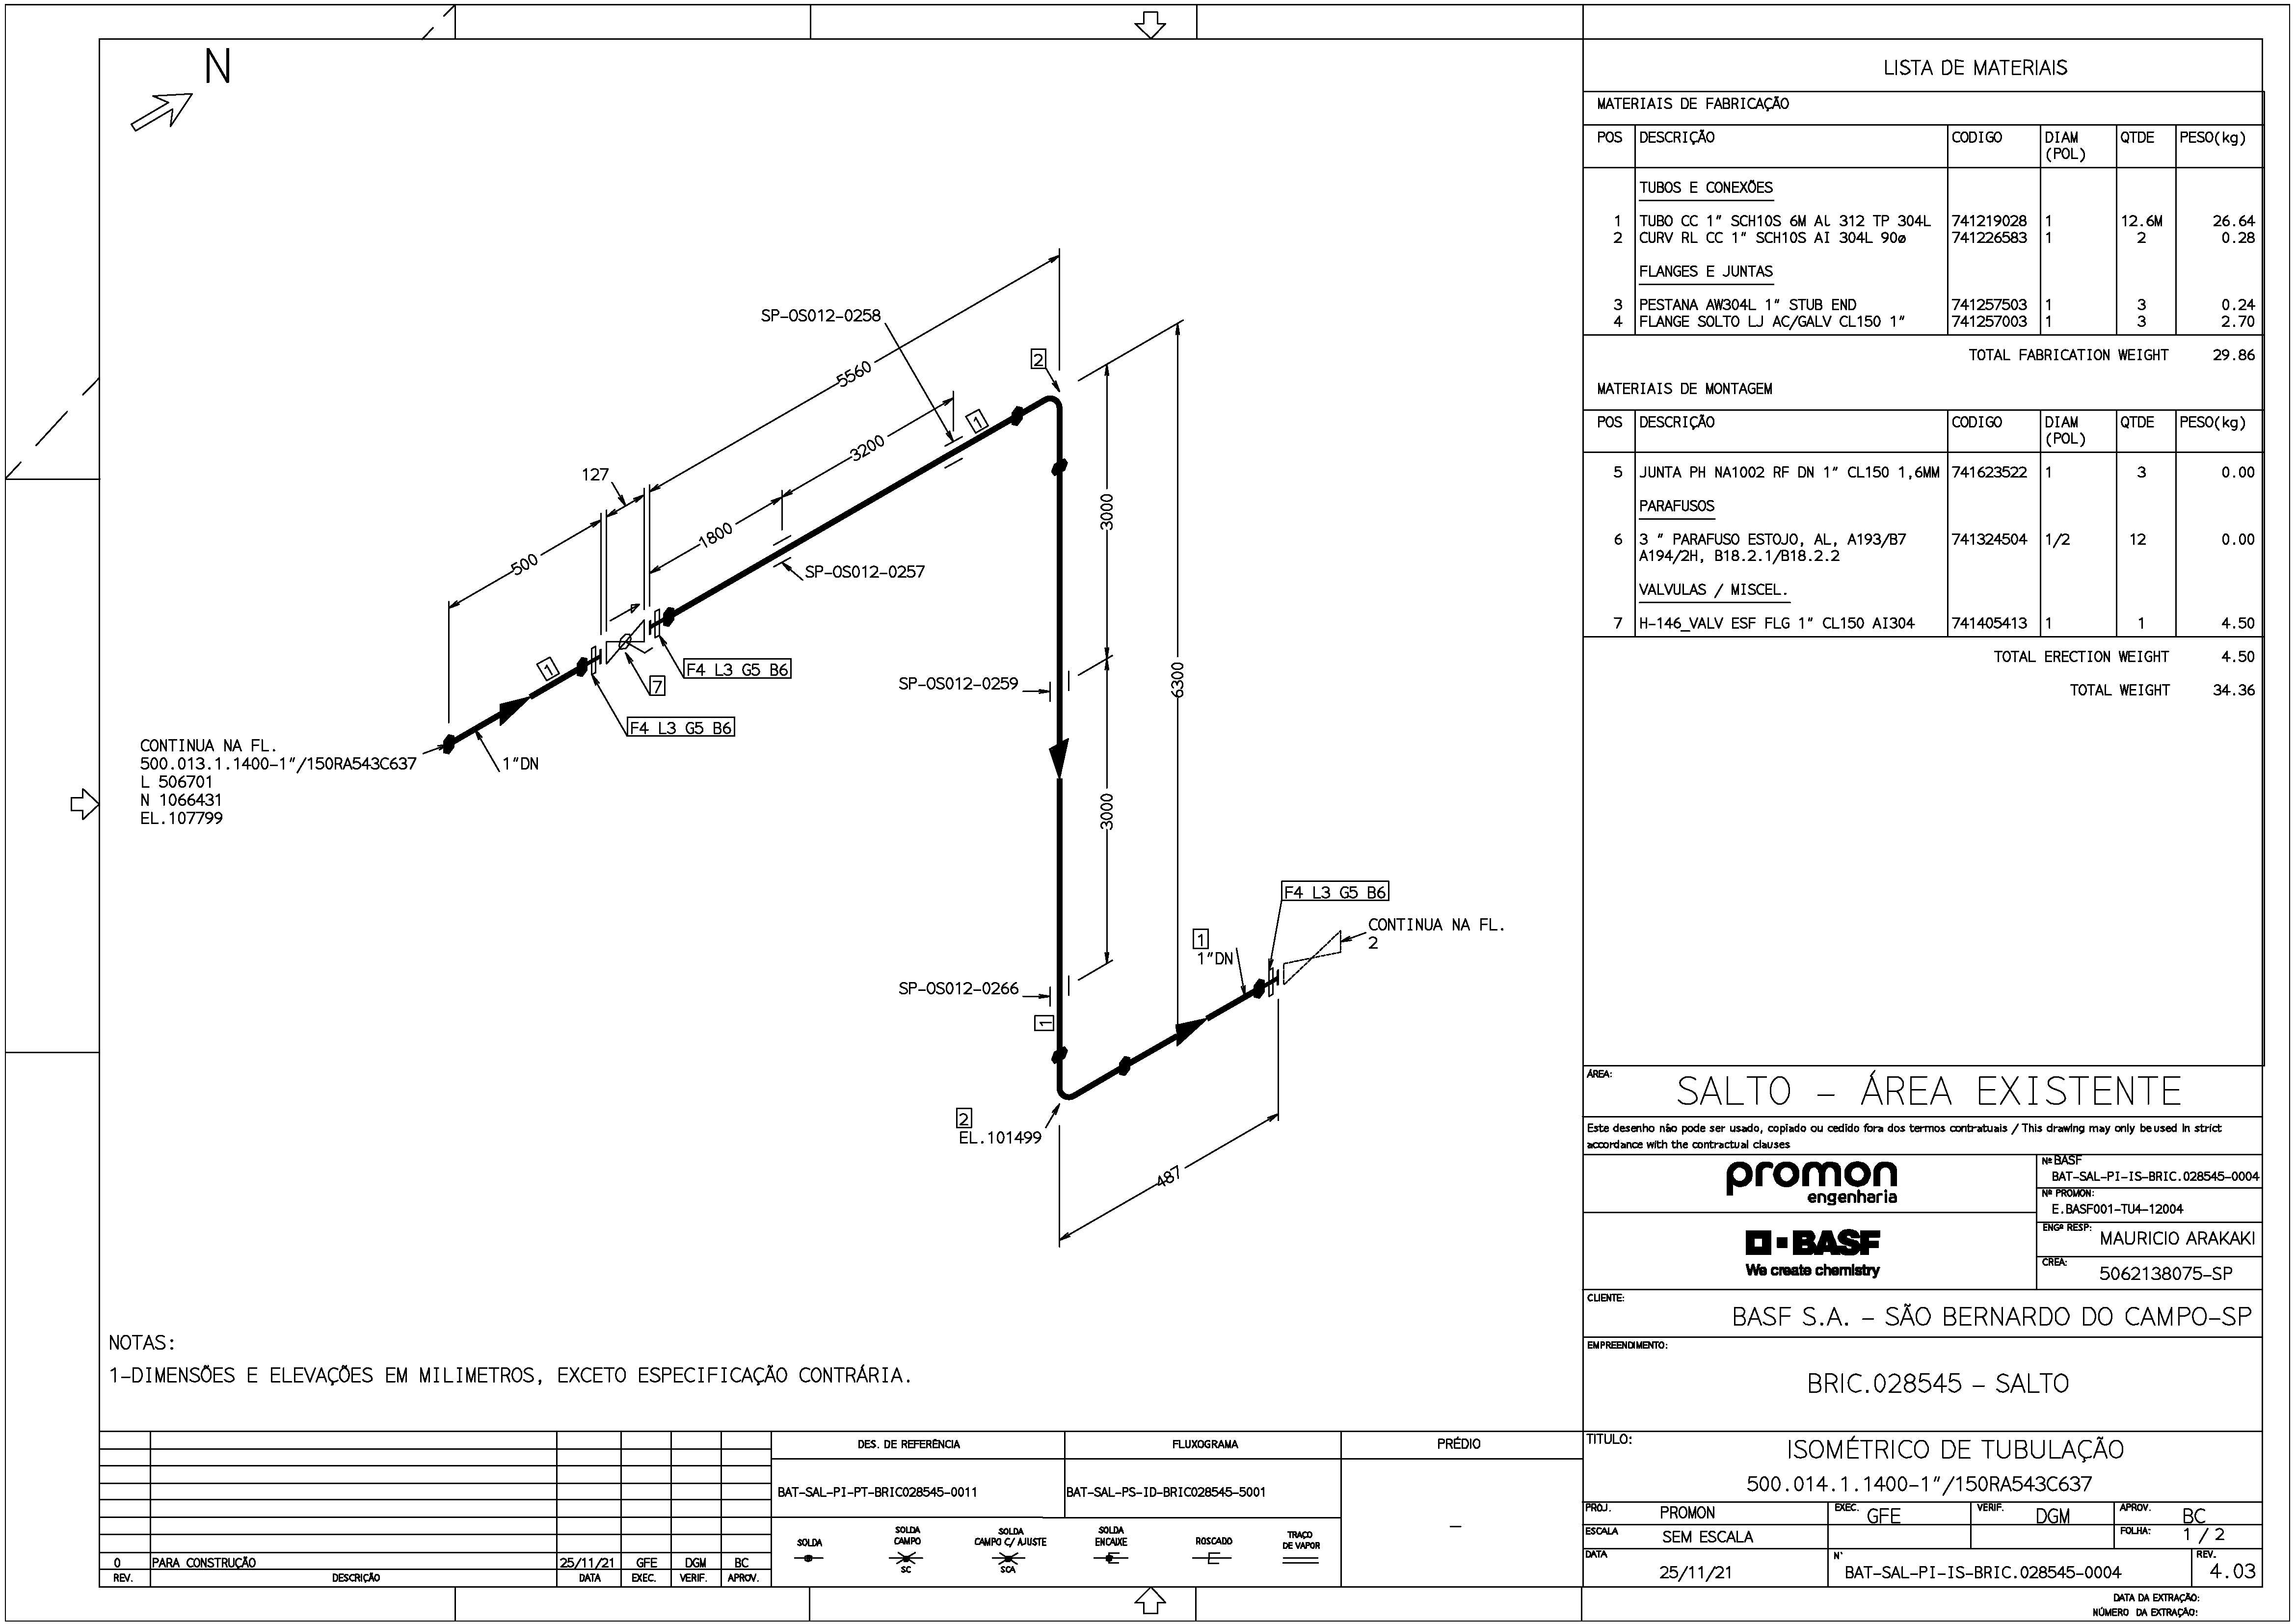 N
SP-OS012-0258
2
5560
1
3200
127
3000
1800
500
SP-OS012-0257
F4 L3 G5 B6
1
7
SP-OS012-0259
6300
F4 L3 G5 B6
CONTINUA NA FL.
500.013.1.1400-1"/150RA543C637
L 506701
N 1066431
EL.107799
1"DN
3000
F4 L3 G5 B6
CONTINUA NA FL.
2
1
1"DN
SP-OS012-0266
1
2
EL.101499
487
NOTAS:
1-DIMENSÕES E ELEVAÇÕES EM MILIMETROS, EXCETO ESPECIFICAÇÃO CONTRÁRIA.
LISTA DE MATERIAIS
MATERIAIS DE FABRICAÇÃO
POS DESCRIÇÃO CODIGO DIAM (POL) QTDE PESO(kg)
TUBOS E CONEXÕES
1 TUBO CC 1" SCH10S 6M AL 312 TP 304L 741219028 1 12.6M 26.64
2 CURV RL CC 1" SCH10S AI 304L 90ø 741226583 1 2 0.28
FLANGES E JUNTAS
3 PESTANA AW304L 1" STUB END 741257503 1 3 0.24
4 FLANGE SOLTO LJ AC/GALV CL150 1" 741257003 1 3 2.70
TOTAL FABRICATION WEIGHT 29.86
MATERIAIS DE MONTAGEM
POS DESCRIÇÃO CODIGO DIAM (POL) QTDE PESO(kg)
5 JUNTA PH NA1002 RF DN 1" CL150 1,6MM 741623522 1 3 0.00
PARAFUSOS
6 3 " PARAFUSO ESTOJO, AL, A193/B7 741324504 1/2 12 0.00
A194/2H, B18.2.1/B18.2.2
VALVULAS / MISCEL.
7 H-146_VALV ESF FLG 1" CL150 AI304 741405413 1 1 4.50
TOTAL ERECTION WEIGHT 4.50
TOTAL WEIGHT 34.36
ÁREA:
SALTO - ÁREA EXISTENTE
Este desenho não pode ser usado, copiado ou cedido fora dos termos contratuais / This drawing may only be used in strict
accordance with the contractual clauses
promon
engenharia
Nº BASF
BAT-SAL-PI-IS-BRIC.028545-0004
Nº PROMON:
E.BASF001-TU4-12004
BASF
We create chemistry
ENGº RESP:
MAURICIO ARAKAKI
CREA:
5062138075-SP
CLIENTE:
BASF S.A. - SÃO BERNARDO DO CAMPO-SP
EMPREENDIMENTO:
BRIC.028545 - SALTO
TITULO:
ISOMÉTRICO DE TUBULAÇÃO
500.014.1.1400-1"/150RA543C637
PROJ. PROMON EXEC. GFE VERIF. DGM APROV. BC
ESCALA SEM ESCALA FOLHA: 1 / 2
DATA 25/11/21 N° BAT-SAL-PI-IS-BRIC.028545-0004 REV. 4.03
DATA DA EXTRAÇÃO:
NÚMERO DA EXTRAÇÃO:
DES. DE REFERÊNCIA FLUXOGRAMA PRÉDIO
BAT-SAL-PI-PT-BRIC028545-0011 BAT-SAL-PS-ID-BRIC028545-5001 -
SOLDA
SOLDA CAMPO SC
SOLDA CAMPO C/ AJUSTE SCA
SOLDA ENCAIXE
ROSCADO
TRAÇO DE VAPOR
0 PARA CONSTRUÇÃO 25/11/21 GFE DGM BC
REV. DESCRIÇÃO DATA EXEC. VERIF. APROV.